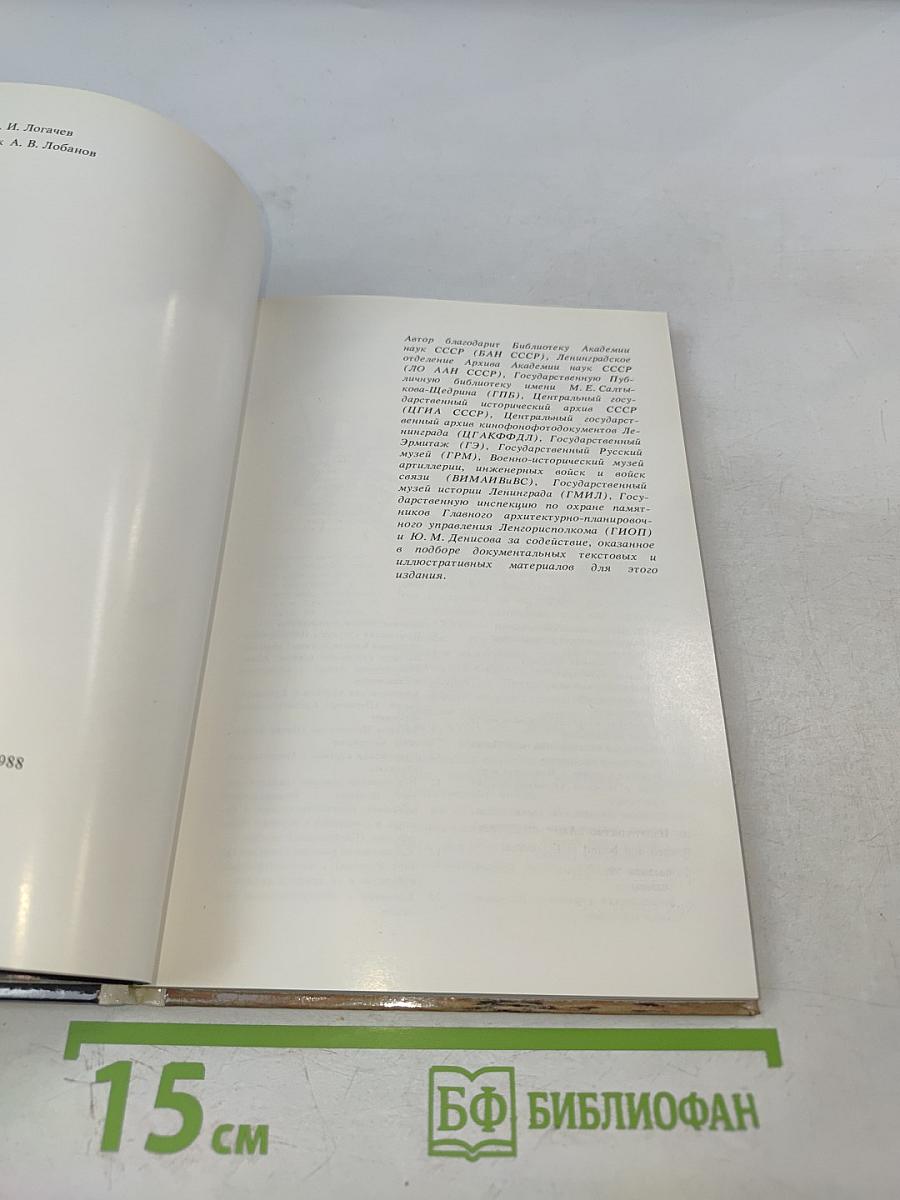 И. Логачев
А. В. Лобанов
988
Автор благодарит Библиотеку Академии
наук СССР (БАН СССР), Ленинградское
отделение Архива Академии наук СССР
(ЛО ААН СССР), Государственную Пуб-
личную библиотеку имени М. Е. Салты-
кова-Щедрина (ГПБ), Центральный госу-
дарственный исторический архив СССР
(ЦГИА СССР), Центральный государст-
венный архив кинофонофотодокументов Ле-
нинграда (ЦГАКФФДЛ), Государственный
Эрмитаж (ГЭ), Государственный Русский
музей (ГРМ), Военно-исторический музей
артиллерии, инженерных войск и войск
связи (ВИМАИВиВС), Государственный
музей истории Ленинграда (ГМИЛ), Госу-
дарственную инспекцию по охране памят-
ников Главного архитектурно-планировоч-
ного управления Ленгорисполкома (ГИОП)
и Ю. М. Денисова за содействие, оказанное
в подборе документальных текстовых и
иллюстративных материалов для этого
издания.
15 см
БФ БИБЛИОФАН